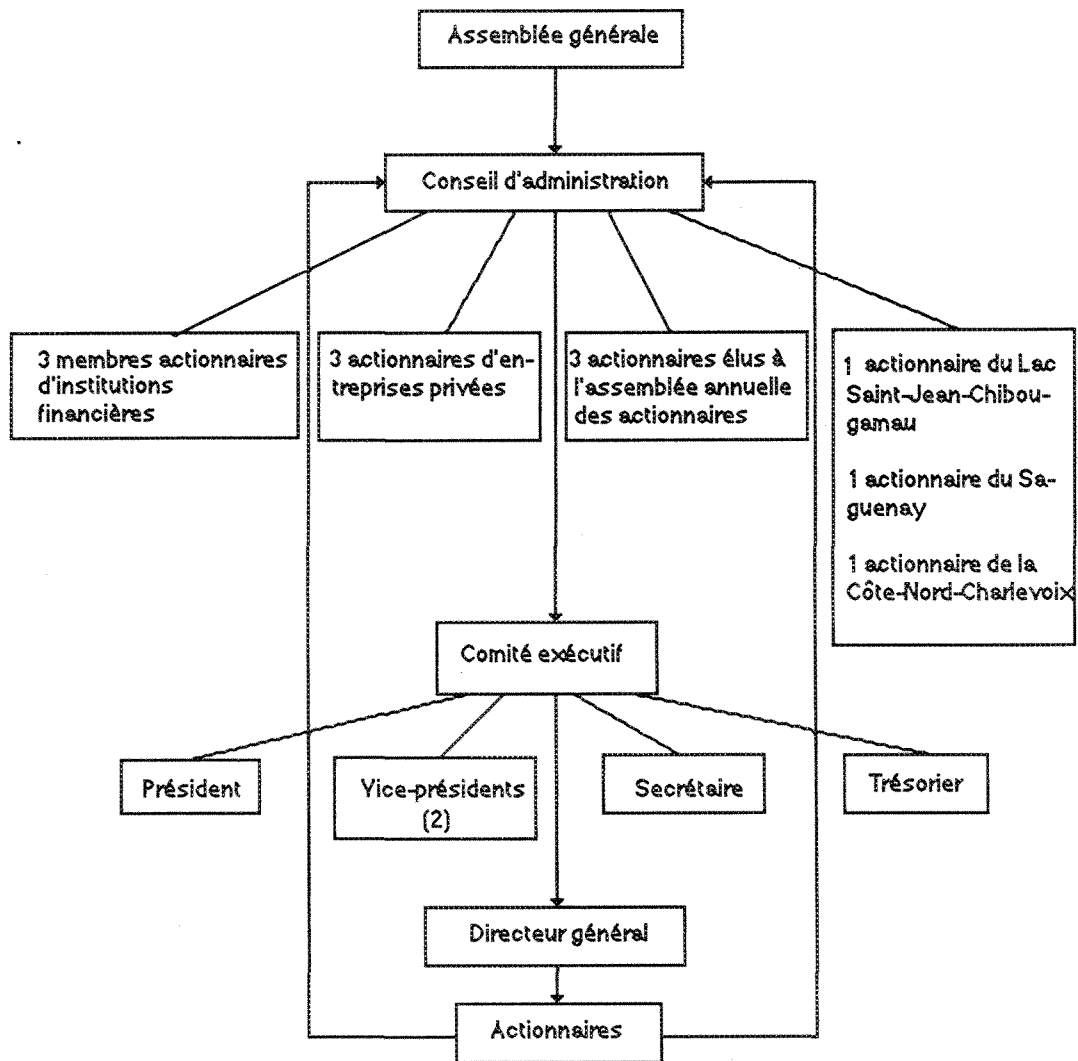 Assemblée générale
Conseil d'administration
3 membres actionnaires
d'institutions
financières
3 actionnaires d'en-
treprises privées
3 actionnaires élus à
l'assemblée annuelle
des actionnaires
1 actionnaire du Lac
Saint-Jean-Chibou-
gamau
1 actionnaire du Sa-
guenay
1 actionnaire de la
Côte-Nord-Charlevoix
Comité exécutif
Président
Vice-présidents
(2)
Secrétaire
Trésorier
Directeur général
Actionnaires